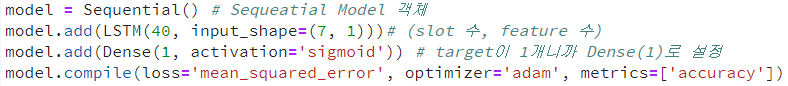 model = Sequential() # Sequeatial Model 객체
model.add(LSTM(40, input_shape=(7, 1)))# (slot 수, feature 수)
model.add(Dense(1, activation='sigmoid')) # target이 1개니까 Dense(1)로 설정
model.compile(loss='mean_squared_error', optimizer='adam', metrics=['accuracy'])